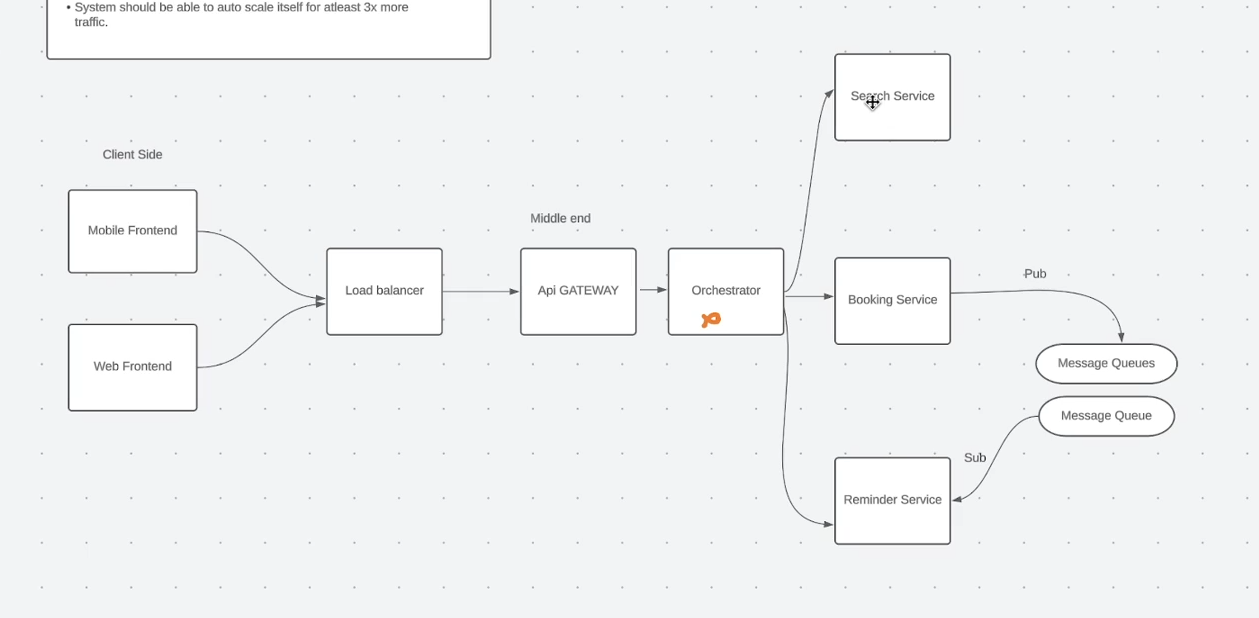 • System should be able to auto scale itself for atleast 3x more
traffic.
Search Service
Client Side
Mobile Frontend
Middle end
Load balancer
Api GATEWAY
Orchestrator
Booking Service
Pub
Web Frontend
Message Queues
Message Queue
Sub
Reminder Service